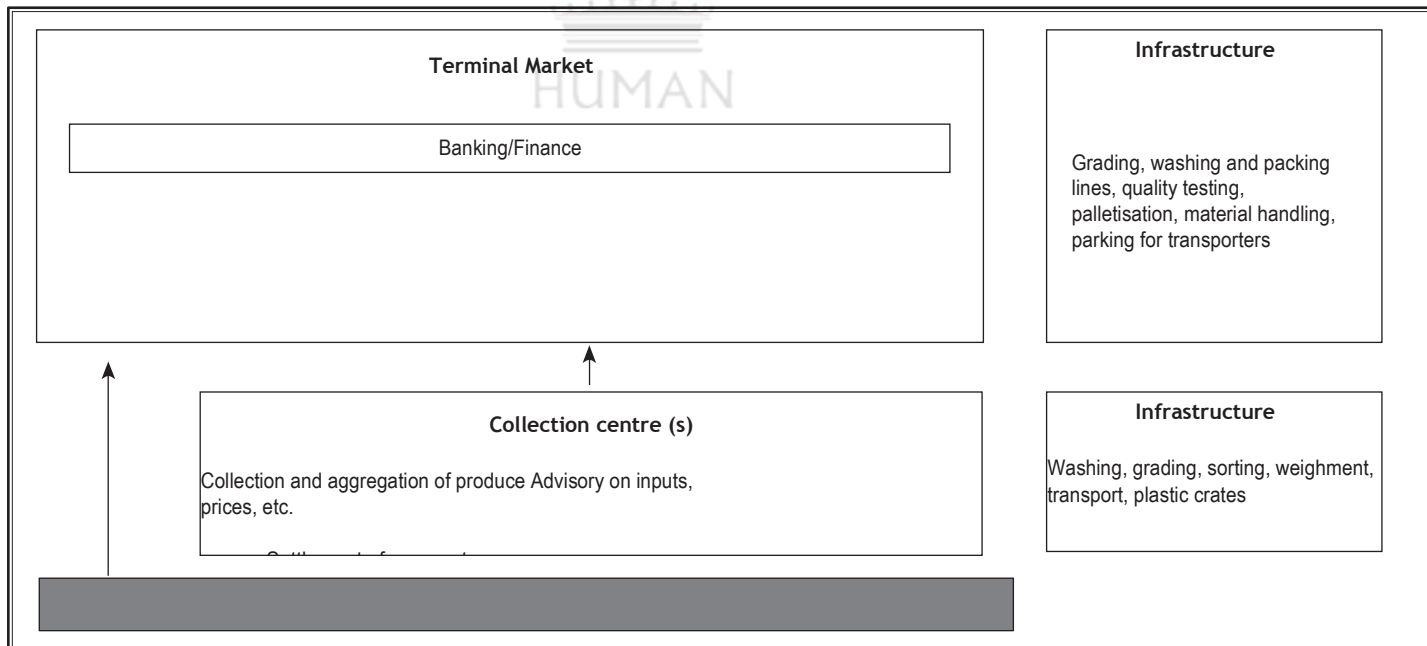 Terminal Market
HUMAN
Banking/Finance
Infrastructure
Grading, washing and packing
lines, quality testing,
palletisation, material handling,
parking for transporters
Collection centre (s)
Collection and aggregation of produce Advisory on inputs,
prices, etc.
Infrastructure
Washing, grading, sorting, weighment,
transport, plastic crates